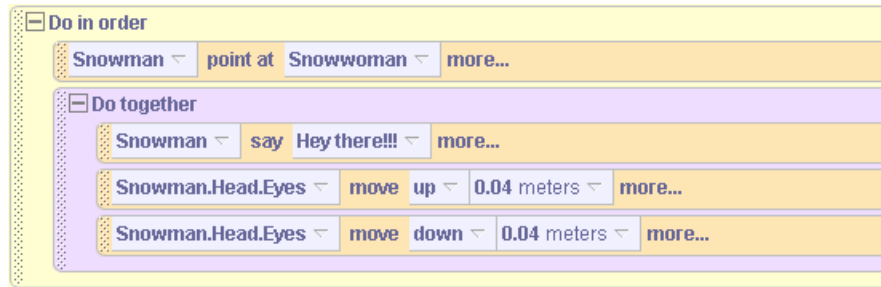 Do in order
Snowman point at Snowwoman more...
Do together
Snowman say Hey there!!! more...
Snowman.Head.Eyes move up 0.04 meters more...
Snowman.Head.Eyes move down 0.04 meters more...